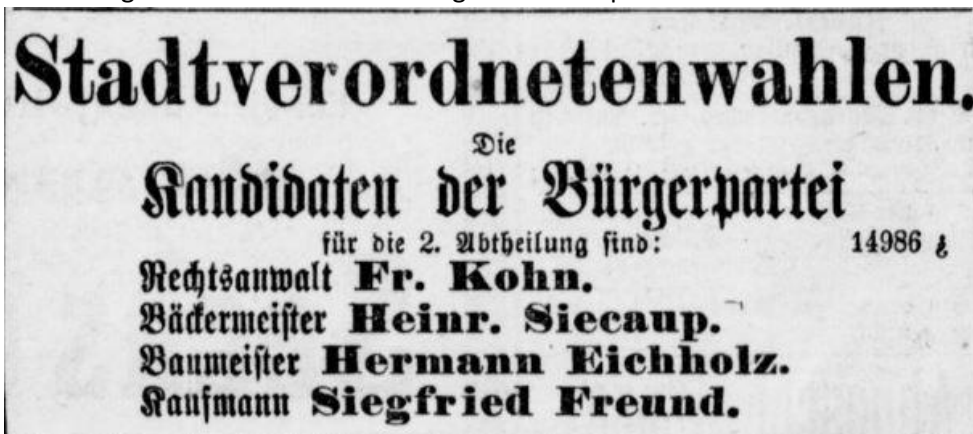 Stadtverordnetenwahlen.
Die
Kandidaten der Bürgerpartei
für die 2. Abtheilung sind: 14986
Rechtsanwalt Fr. Kohn.
Bäckermeister Heinr. Siecaup.
Baumeister Hermann Eichholz.
Kaufmann Siegfried Freund.